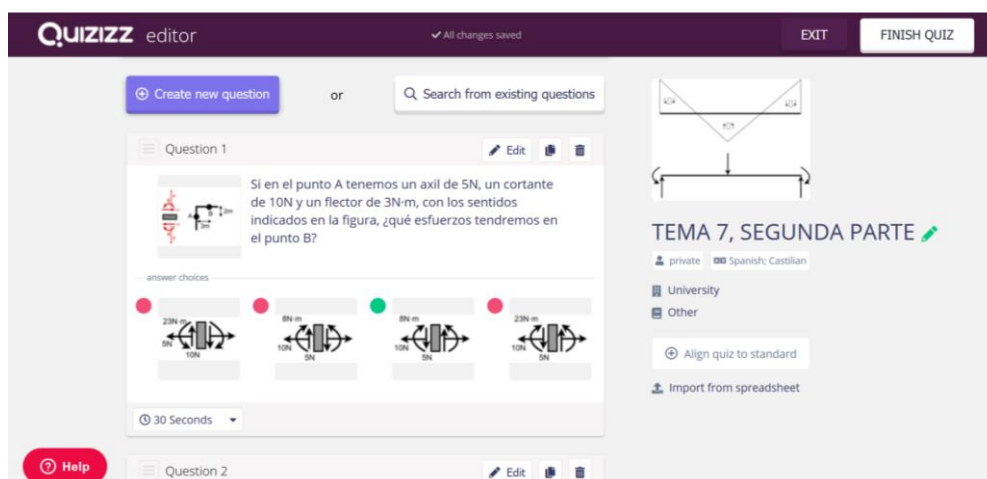 QUIZIZZ editor
All changes saved
EXIT
FINISH QUIZ
Create new question
or
Search from existing questions
Question 1
Edit
Si en el punto A tenemos un axil de 5N, un cortante
de 10N y un flector de 3N·m, con los sentidos
indicados en la figura, ¿qué esfuerzos tendremos en
el punto B?
answer choices
23N·m
5N
10N
8N·m
10N
5N
8N·m
10N
5N
23N·m
10N
5N
30 Seconds
TEMA 7, SEGUNDA PARTE
private
Spanish; Castilian
University
Other
Align quiz to standard
Import from spreadsheet
Help
Question 2
Edit